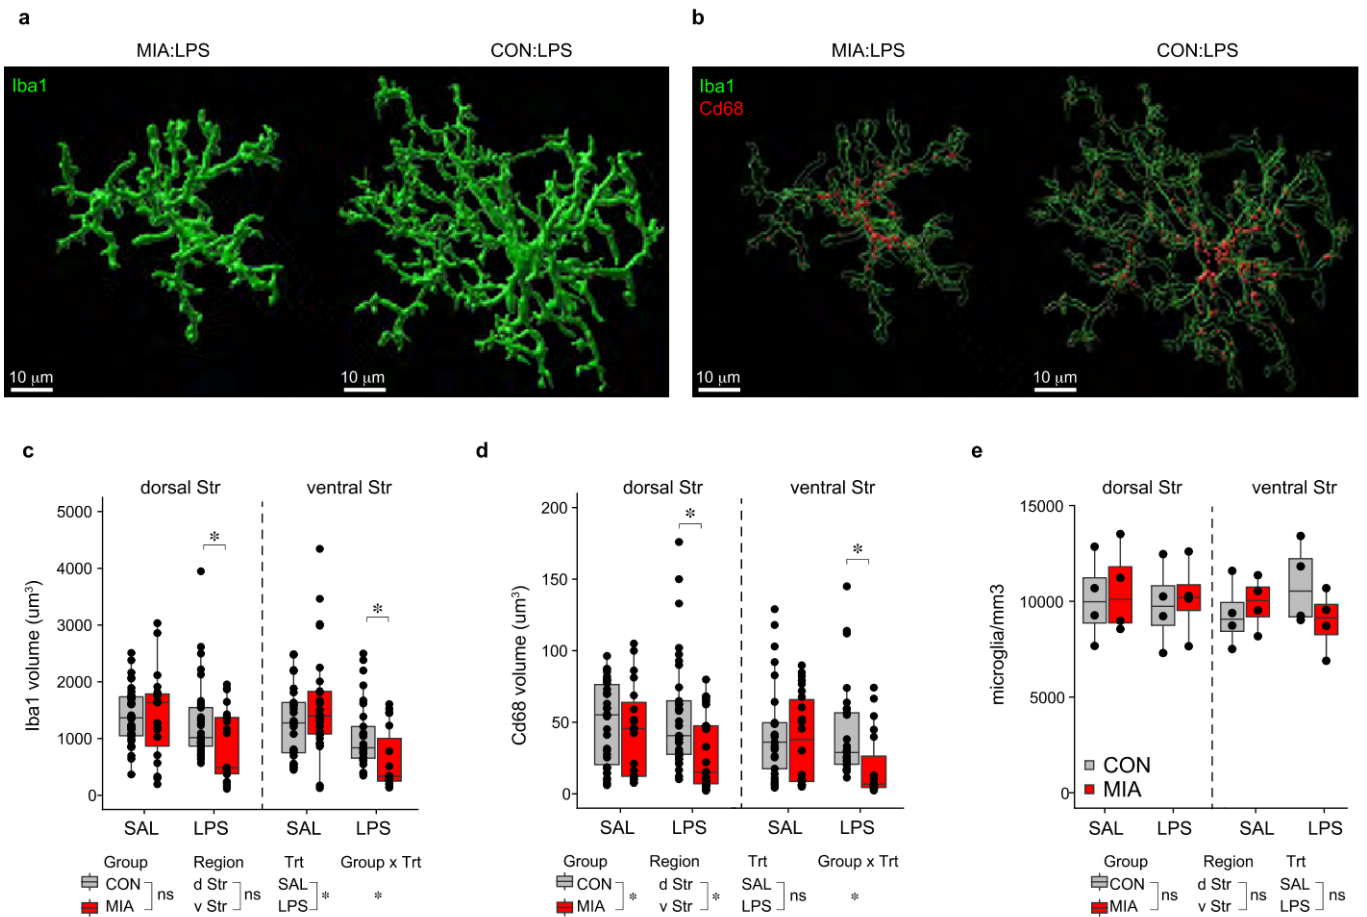 a
MIA:LPS
CON:LPS
Iba1
10 μm
10 μm
b
MIA:LPS
CON:LPS
Iba1
Cd68
10 μm
10 μm
c
dorsal Str
ventral Str
Iba1 volume (um³)
5000
4000
3000
2000
1000
0
*
*
SAL
LPS
SAL
LPS
Group
Region
Trt
Group x Trt
CON
MIA
ns
d Str
v Str
ns
SAL
LPS
*
*
d
dorsal Str
ventral Str
Cd68 volume (um³)
200
150
100
50
0
*
*
SAL
LPS
SAL
LPS
Group
Region
Trt
Group x Trt
CON
MIA
*
d Str
v Str
*
SAL
LPS
ns
*
e
dorsal Str
ventral Str
microglia/mm3
15000
10000
5000
0
CON
MIA
SAL
LPS
SAL
LPS
Group
Region
Trt
CON
MIA
ns
d Str
v Str
ns
SAL
LPS
ns